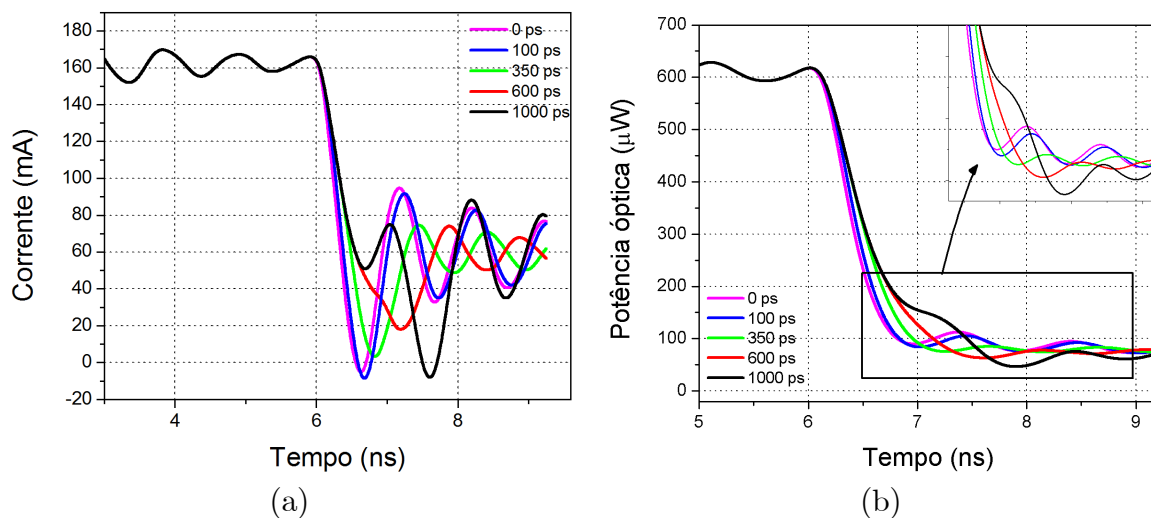 180
160
140
120
100
80
60
40
20
0
-20
4
6
8
Corrente (mA)
Tempo (ns)
0 ps
100 ps
350 ps
600 ps
1000 ps
(a)
700
600
500
400
300
200
100
0
5
6
7
8
9
Potência óptica (μW)
Tempo (ns)
0 ps
100 ps
350 ps
600 ps
1000 ps
(b)